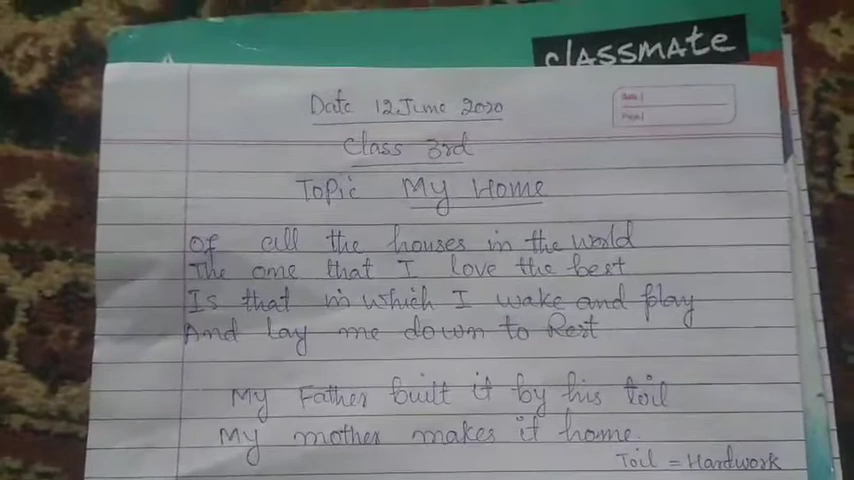 classmate
Date 12 June 2020
Date
Page
Class 3rd
Topic My Home
Of all the houses in the world
The one that I love the best
Is that in which I wake and play
And lay me down to Rest
My Father built it by his toil
My mother makes it home.
Toil = Hardwork